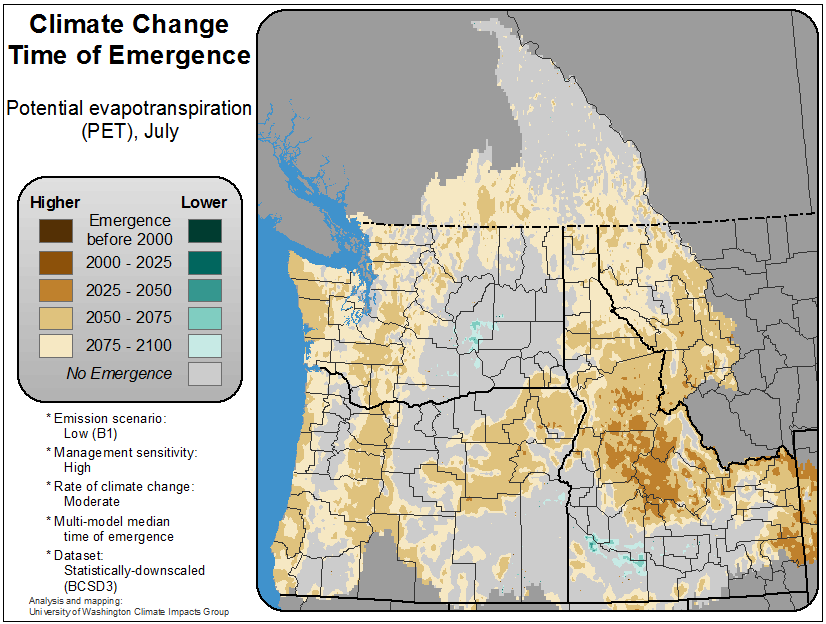 Climate Change
Time of Emergence
Potential evapotranspiration
(PET), July
Higher Lower
Emergence
before 2000
2000 - 2025
2025 - 2050
2050 - 2075
2075 - 2100
No Emergence
* Emission scenario:
Low (B1)
* Management sensitivity:
High
* Rate of climate change:
Moderate
* Multi-model median
time of emergence
* Dataset:
Statistically-downscaled
(BCSD3)
Analysis and mapping:
University of Washington Climate Impacts Group